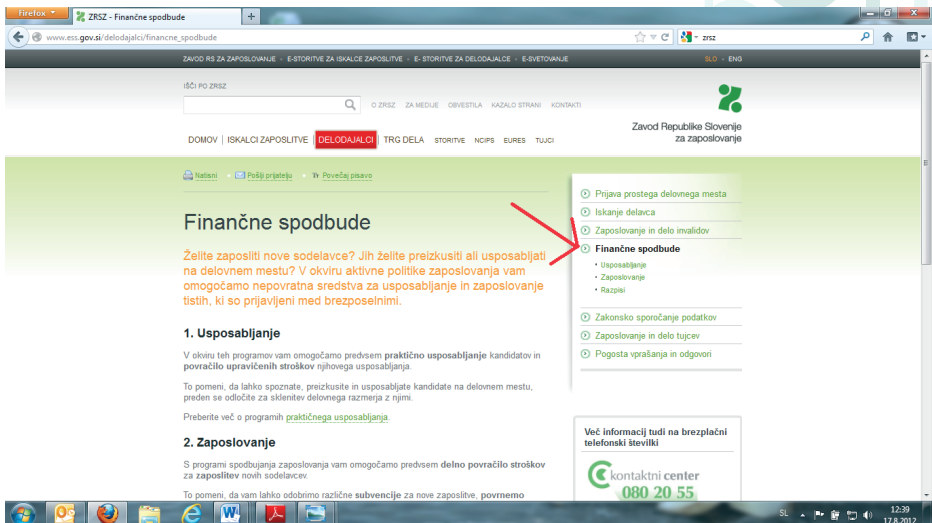 Firefox
ZRSZ - Finančne spodbude
www.ess.gov.si/delodajalci/financne_spodbude
zrsz
ZAVOD RS ZA ZAPOSLOVANJE • E-STORITVE ZA ISKALCE ZAPOSLITVE • E- STORITVE ZA DELODAJALCE • E-SVETOVANJE
SLO • ENG
IŠČI PO ZRSZ
O ZRSZ ZA MEDIJE OBVESTILA KAZALO STRANI KONTAKTI
Zavod Republike Slovenije
za zaposlovanje
DOMOV | ISKALCI ZAPOSLITVE | DELODAJALCI | TRG DELA STORITVE NCIPS EURES TUJCI
Natisni • Pošlji prijatelju • Tr Povečaj pisavo
Finančne spodbude
Želite zaposliti nove sodelavce? Jih želite preizkusiti ali usposabljati
na delovnem mestu? V okviru aktivne politike zaposlovanja vam
omogočamo nepovratna sredstva za usposabljanje in zaposlovanje
tistih, ki so prijavljeni med brezposelnimi.
1. Usposabljanje
V okviru teh programov vam omogočamo predvsem praktično usposabljanje kandidatov in
povračilo upravičenih stroškov njihovega usposabljanja.
To pomeni, da lahko spoznate, preizkusite in usposabljate kandidate na delovnem mestu,
preden se odločite za sklenitev delovnega razmerja z njimi.
Preberite več o programih praktičnega usposabljanja.
2. Zaposlovanje
S programi spodbujanja zaposlovanja vam omogočamo predvsem delno povračilo stroškov
za zaposlitev novih sodelavcev.
To pomeni, da vam lahko odobrimo različne subvencije za nove zaposlitve, povrnemo
Prijava prostega delovnega mesta
Iskanje delavca
Zaposlovanje in delo invalidov
Finančne spodbude
• Usposabljanje
• Zaposlovanje
• Razpisi
Zakonsko sporočanje podatkov
Zaposlovanje in delo tujcev
Pogosta vprašanja in odgovori
Več informacij tudi na brezplačni
telefonski številki
kontaktni center
080 20 55
SL
12:39
17.8.2012